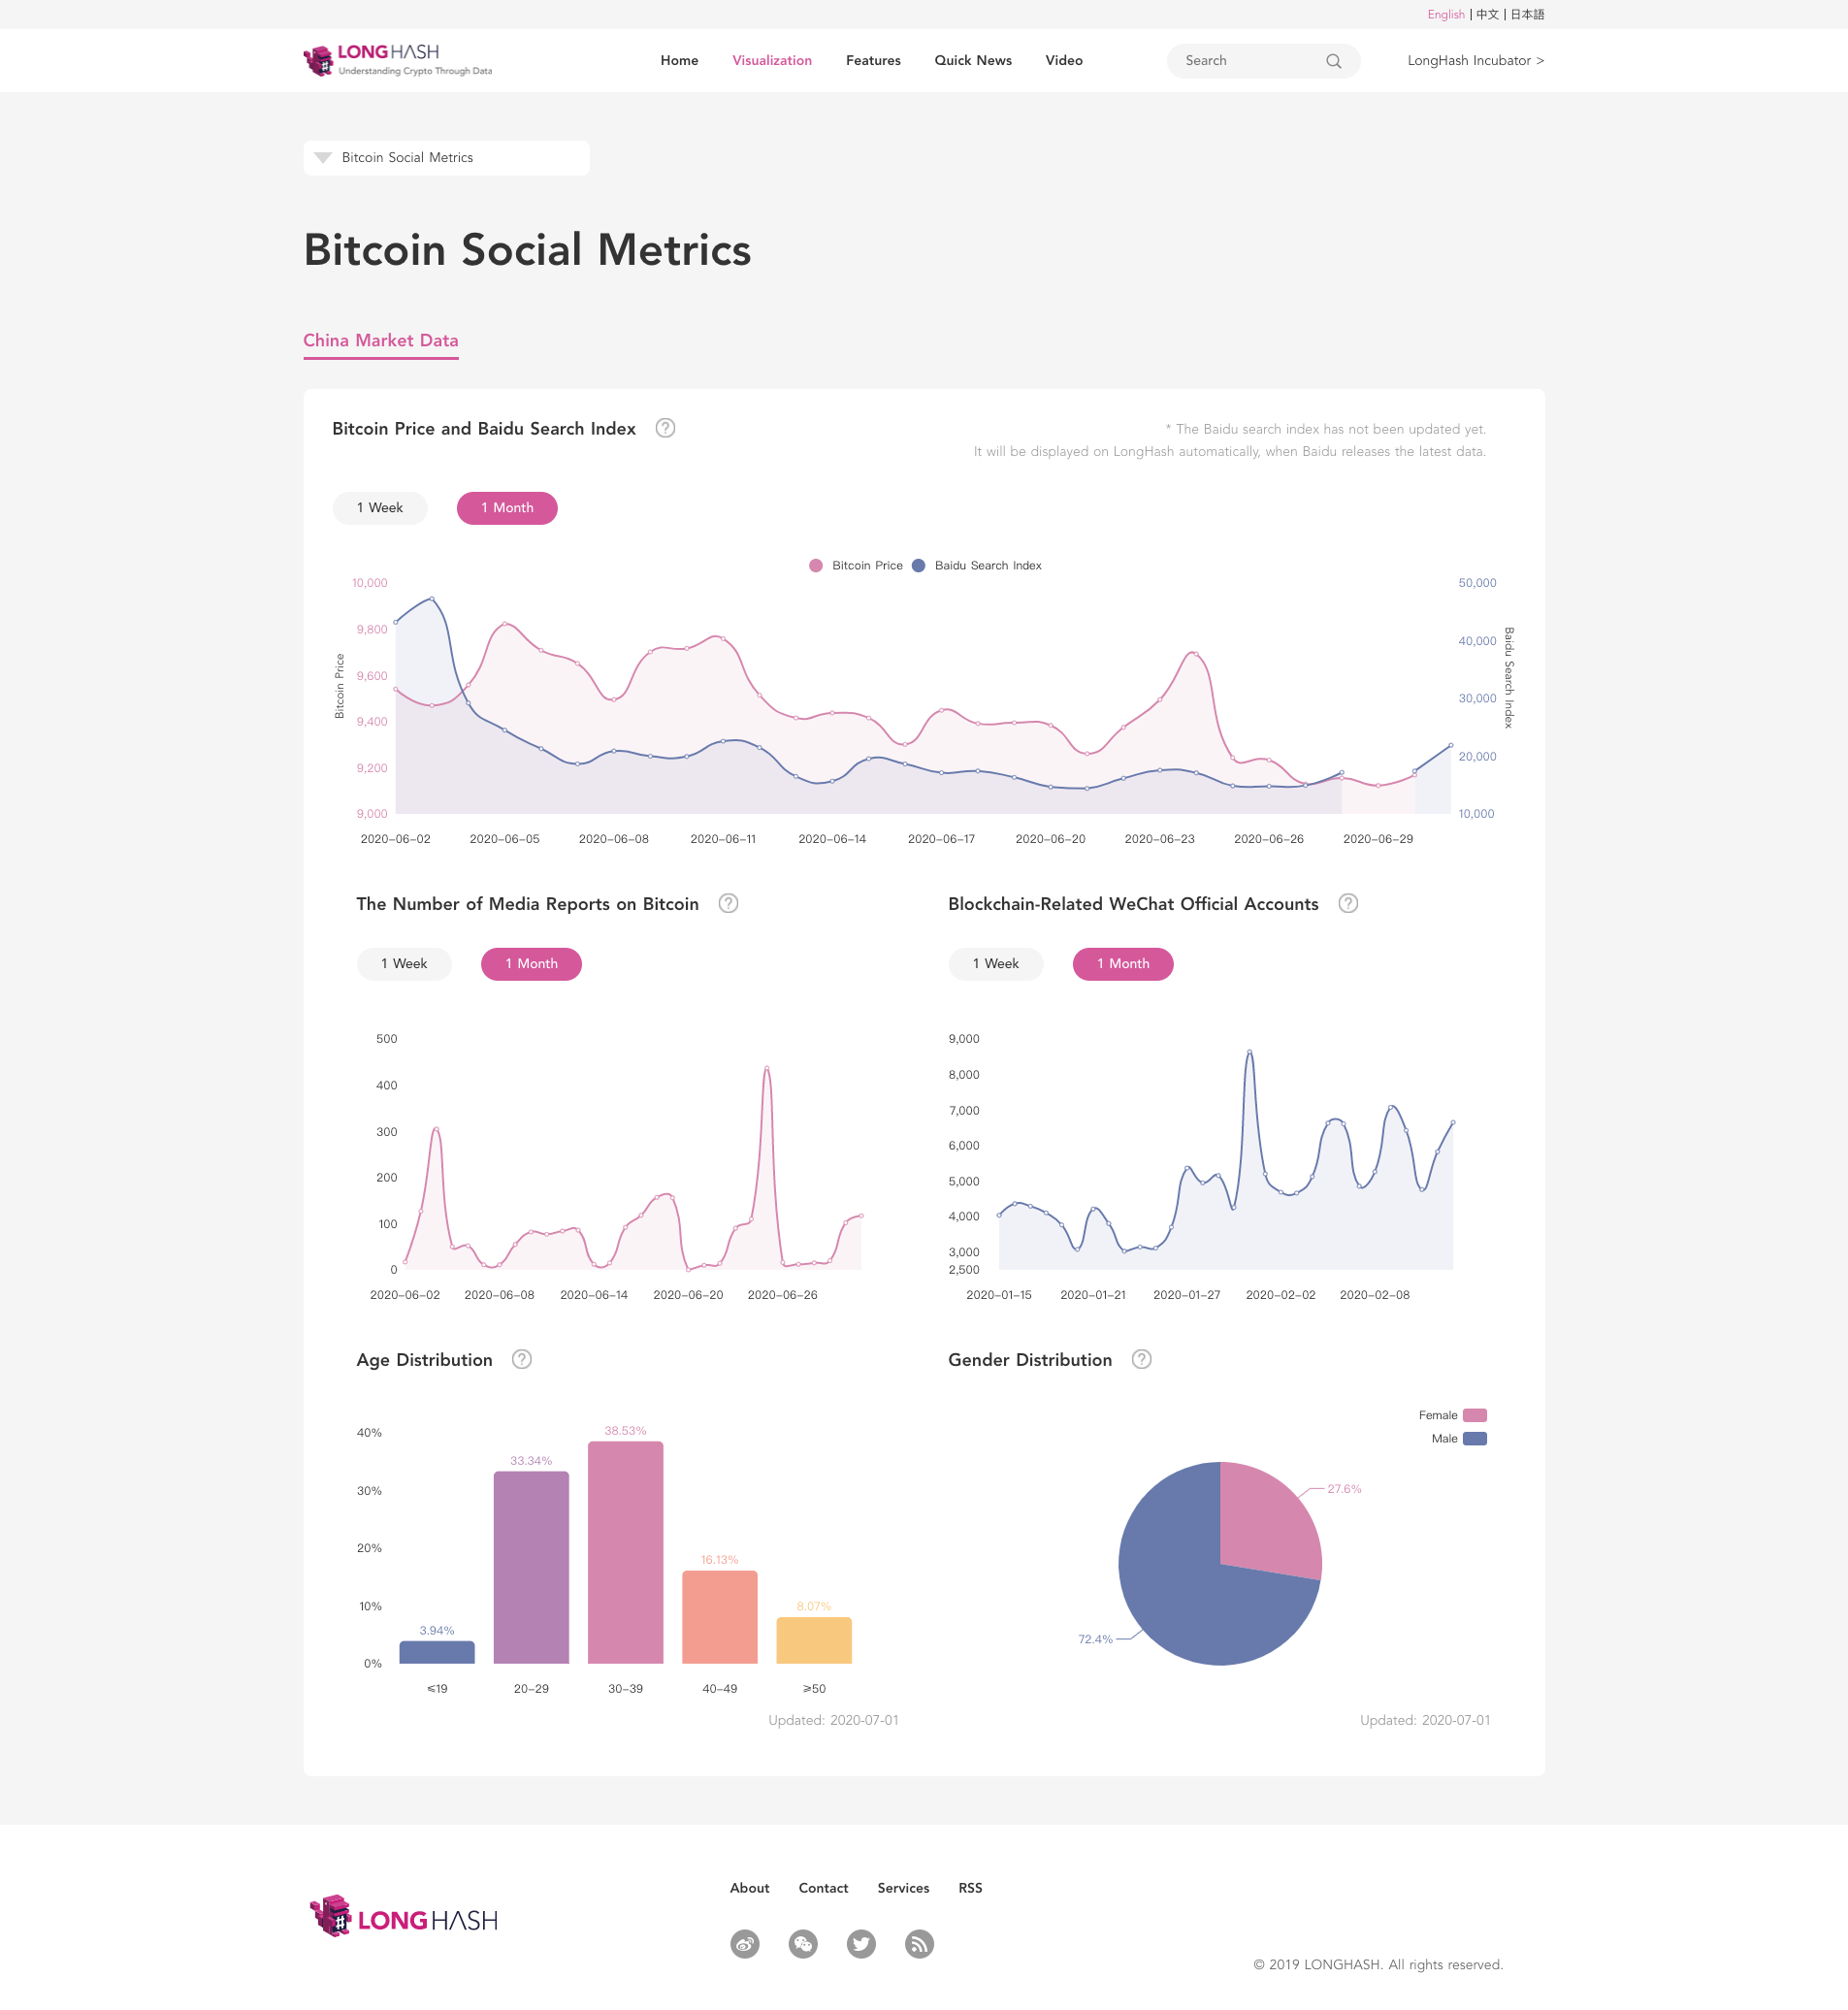 English | 中文 | 日本語
LONGHASH
Understanding Crypto Through Data
Home Visualization Features Quick News Video
Search
LongHash Incubator >
Bitcoin Social Metrics
Bitcoin Social Metrics
China Market Data
Bitcoin Price and Baidu Search Index ?
* The Baidu search index has not been updated yet.
It will be displayed on LongHash automatically, when Baidu releases the latest data.
1 Week 1 Month
Bitcoin Price Baidu Search Index
10,000
9,800
9,600
9,400
9,200
9,000
Bitcoin Price
50,000
40,000
30,000
20,000
10,000
Baidu Search Index
2020-06-02 2020-06-05 2020-06-08 2020-06-11 2020-06-14 2020-06-17 2020-06-20 2020-06-23 2020-06-26 2020-06-29
The Number of Media Reports on Bitcoin ?
1 Week 1 Month
500
400
300
200
100
0
2020-06-02 2020-06-08 2020-06-14 2020-06-20 2020-06-26
Blockchain-Related WeChat Official Accounts ?
1 Week 1 Month
9,000
8,000
7,000
6,000
5,000
4,000
3,000
2,500
2020-01-15 2020-01-21 2020-01-27 2020-02-02 2020-02-08
Age Distribution ?
40%
30%
20%
10%
0%
3.94%
33.34%
38.53%
16.13%
8.07%
≤19 20-29 30-39 40-49 ≥50
Updated: 2020-07-01
Gender Distribution ?
Female
Male
27.6%
72.4%
Updated: 2020-07-01
LONGHASH
About Contact Services RSS
© 2019 LONGHASH. All rights reserved.